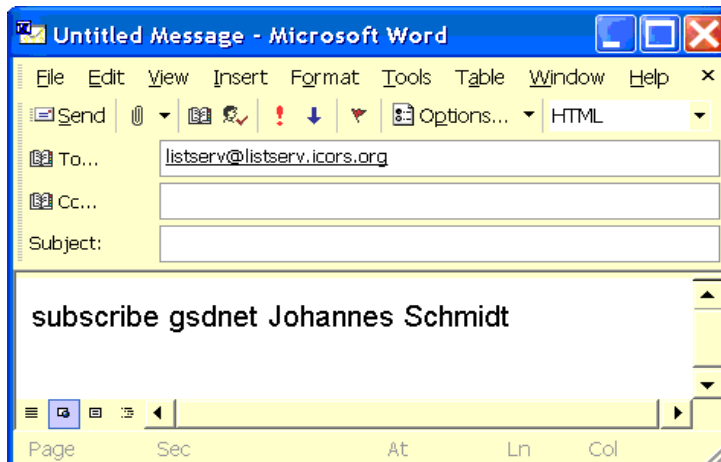 Untitled Message - Microsoft Word
File Edit View Insert Format Tools Table Window Help ×
Send Options... HTML
To... listserv@listserv.icors.org
Cc...
Subject:
subscribe gsdnet Johannes Schmidt
Page Sec At Ln Col